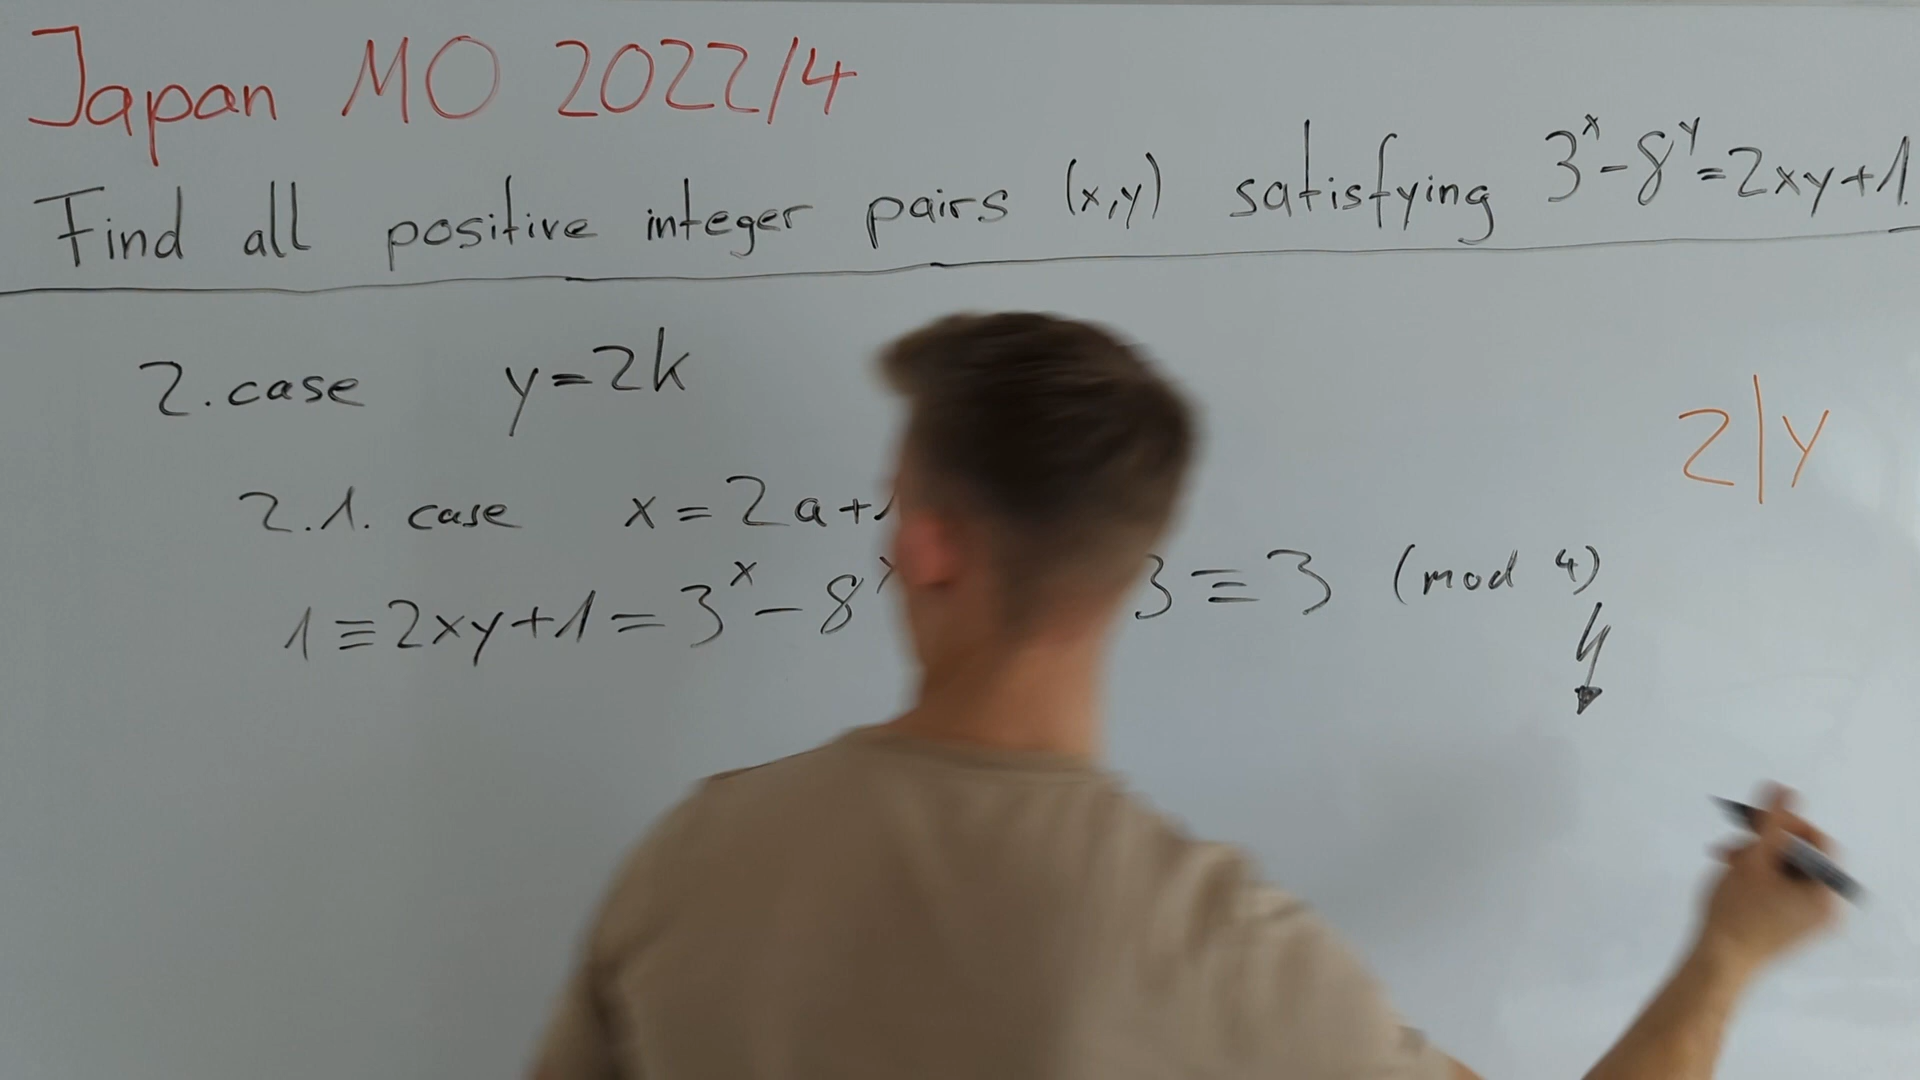 Japan MO 2022/4
Find all positive integer pairs (x,y) satisfying 3^x-8^y=2xy+1.
2. case y=2k
2|y
2.1. case x=2a+
1≡2xy+1=3^x-8 3≡3 (mod 4)